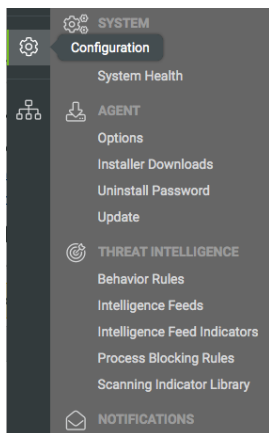 SYSTEM
Configuration
System Health
AGENT
Options
Installer Downloads
Uninstall Password
Update
THREAT INTELLIGENCE
Behavior Rules
Intelligence Feeds
Intelligence Feed Indicators
Process Blocking Rules
Scanning Indicator Library
NOTIFICATIONS